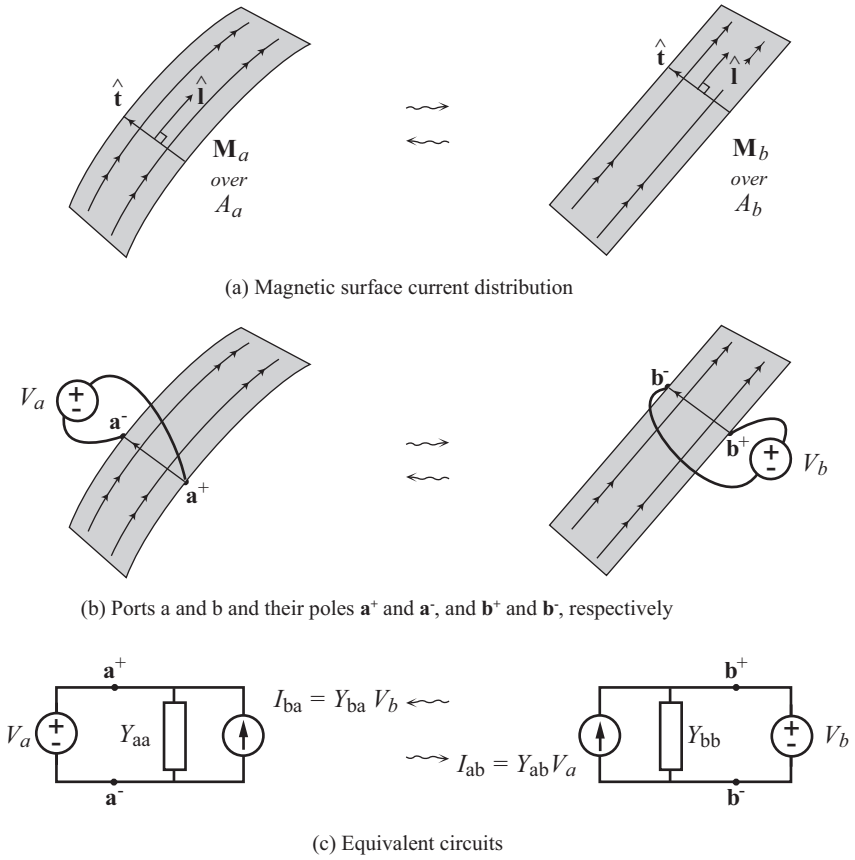 t̂ l̂ t̂ l̂
M_a M_b
over over
A_a A_b
(a) Magnetic surface current distribution
V_a + - a⁻ a⁺ b⁻ b⁺ + - V_b
(b) Ports a and b and their poles a⁺ and a⁻, and b⁺ and b⁻, respectively
a⁺ b⁺
I_ba = Y_ba V_b
V_a + - Y_aa Y_bb + - V_b
I_ab = Y_ab V_a
a⁻ b⁻
(c) Equivalent circuits